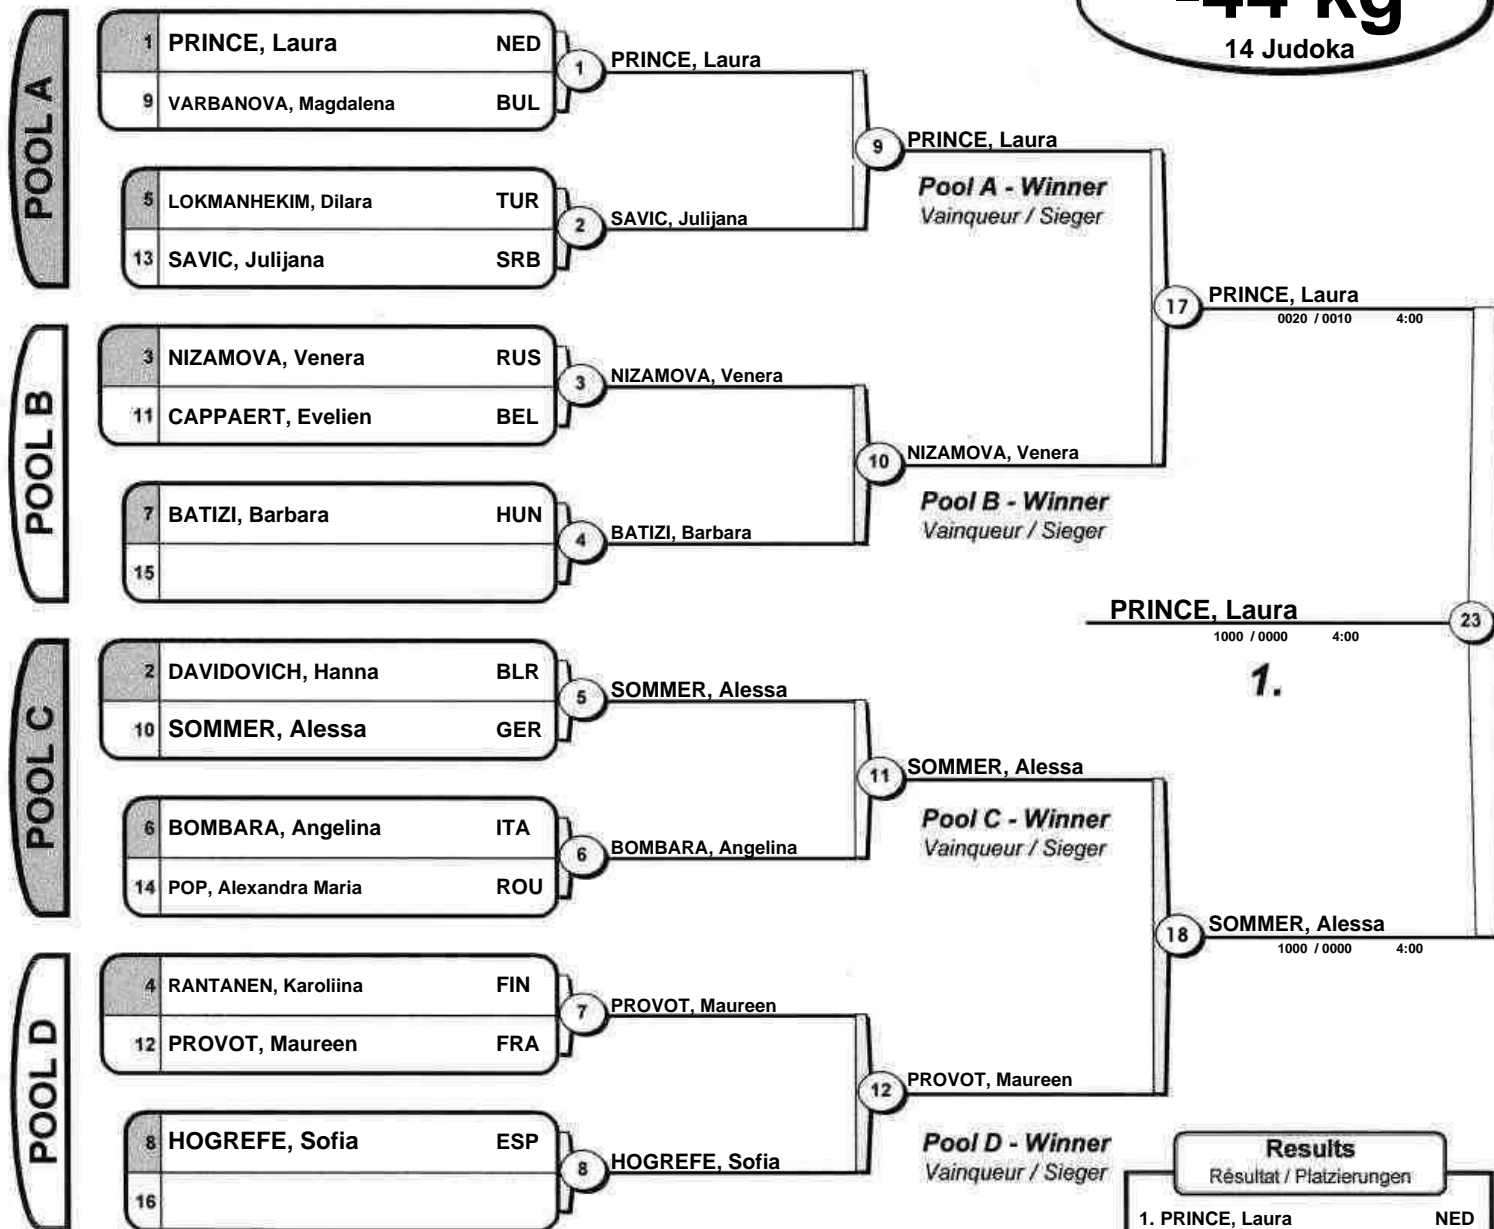 -44 kg
14 Judoka
POOL A
1 PRINCE, Laura NED
9 VARBANOVA, Magdalena BUL
1 PRINCE, Laura
5 LOKMANHEKIM, Dilara TUR
13 SAVIC, Julijana SRB
2 SAVIC, Julijana
9 PRINCE, Laura
Pool A - Winner
Vainqueur / Sieger
POOL B
3 NIZAMOVA, Venera RUS
11 CAPPAERT, Evelien BEL
3 NIZAMOVA, Venera
7 BATIZI, Barbara HUN
15
4 BATIZI, Barbara
10 NIZAMOVA, Venera
Pool B - Winner
Vainqueur / Sieger
17 PRINCE, Laura
0020 / 0010 4:00
PRINCE, Laura 23
1000 / 0000 4:00
1.
POOL C
2 DAVIDOVICH, Hanna BLR
10 SOMMER, Alessa GER
5 SOMMER, Alessa
6 BOMBARA, Angelina ITA
14 POP, Alexandra Maria ROU
6 BOMBARA, Angelina
11 SOMMER, Alessa
Pool C - Winner
Vainqueur / Sieger
POOL D
4 RANTANEN, Karoliina FIN
12 PROVOT, Maureen FRA
7 PROVOT, Maureen
8 HOGREFE, Sofia ESP
16
8 HOGREFE, Sofia
12 PROVOT, Maureen
Pool D - Winner
Vainqueur / Sieger
18 SOMMER, Alessa
1000 / 0000 4:00
Results
Résultat / Platzierungen
1. PRINCE, Laura NED